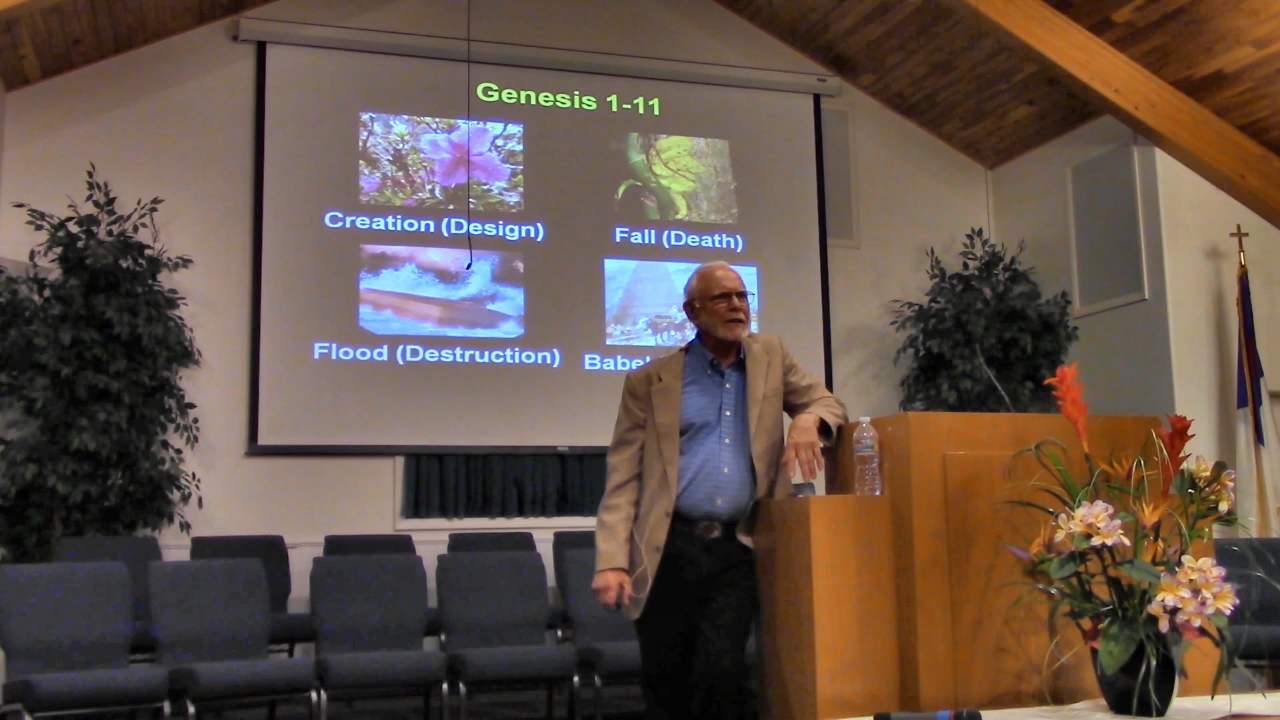 Genesis 1-11
Creation (Design)
Fall (Death)
Flood (Destruction)